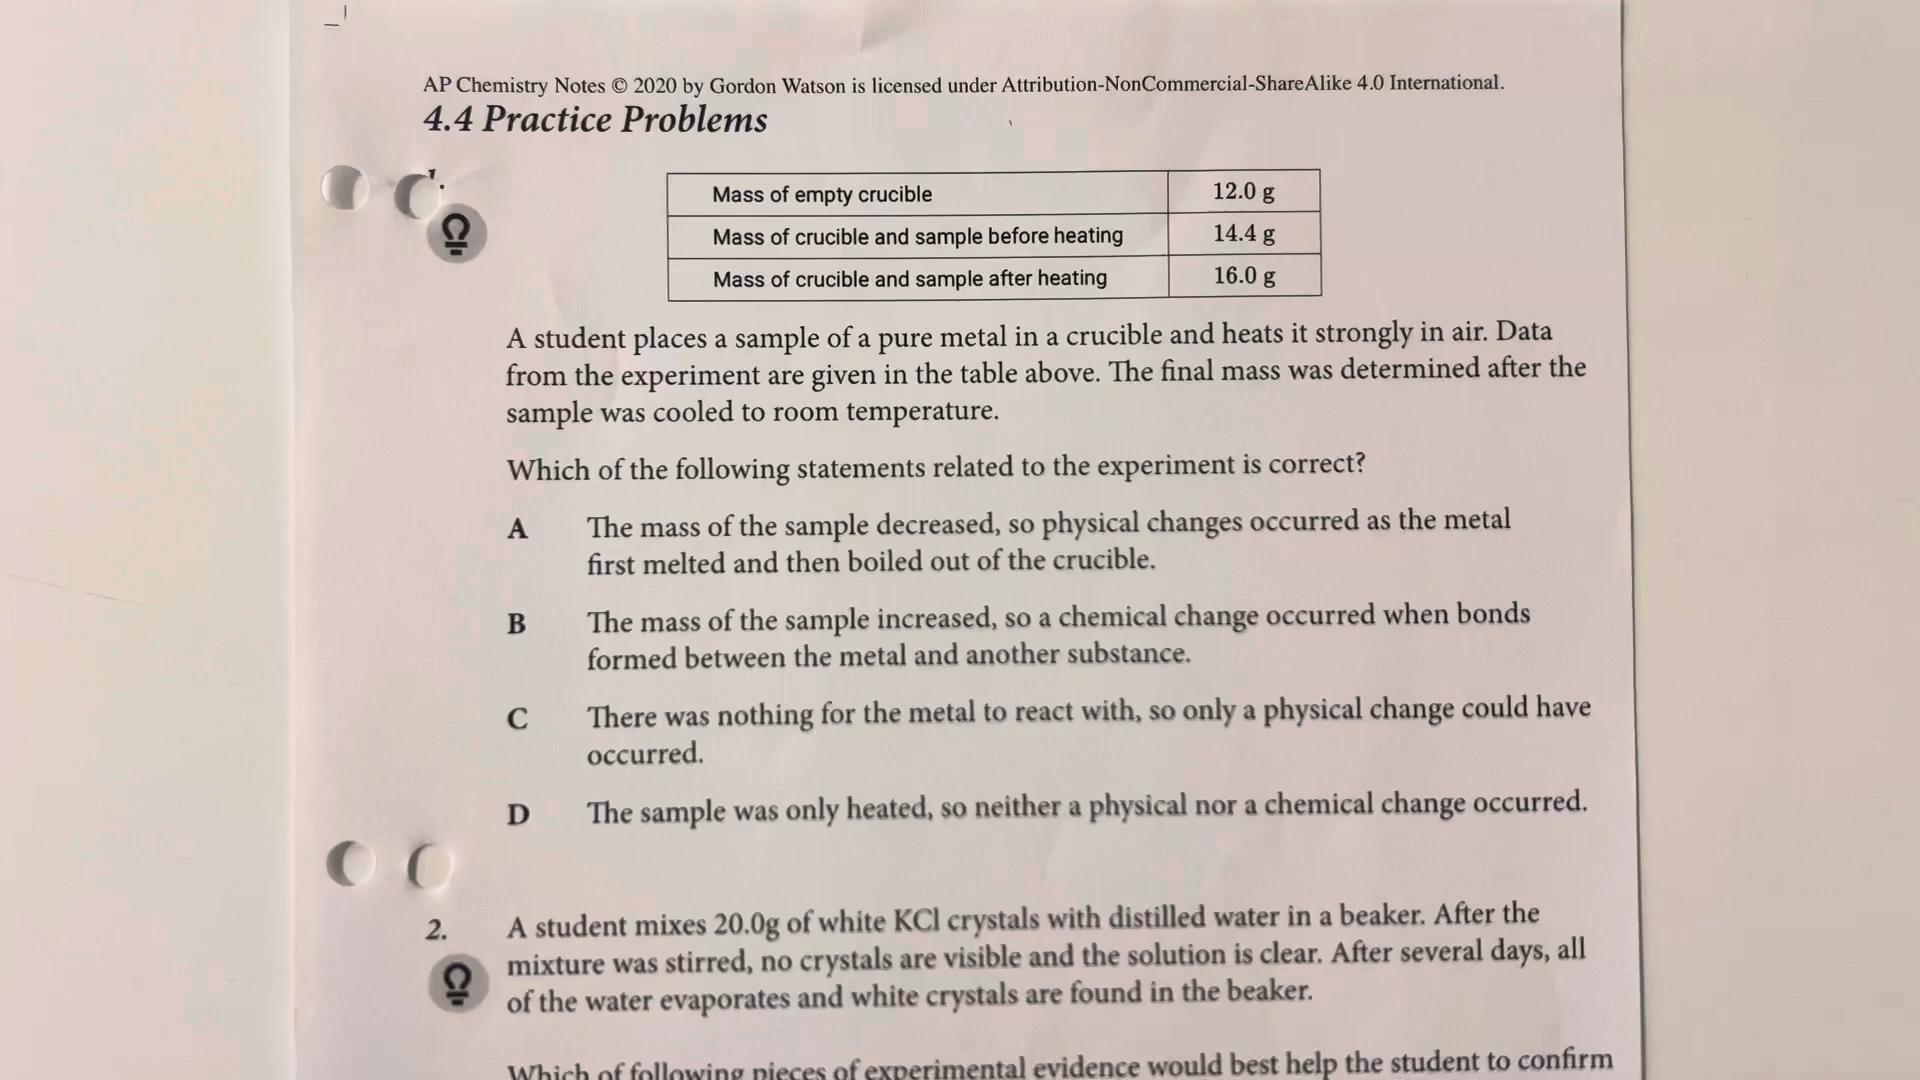 AP Chemistry Notes © 2020 by Gordon Watson is licensed under Attribution-NonCommercial-ShareAlike 4.0 International.
4.4 Practice Problems
1.
Mass of empty crucible 12.0 g
Mass of crucible and sample before heating 14.4 g
Mass of crucible and sample after heating 16.0 g
A student places a sample of a pure metal in a crucible and heats it strongly in air. Data
from the experiment are given in the table above. The final mass was determined after the
sample was cooled to room temperature.
Which of the following statements related to the experiment is correct?
A The mass of the sample decreased, so physical changes occurred as the metal
first melted and then boiled out of the crucible.
B The mass of the sample increased, so a chemical change occurred when bonds
formed between the metal and another substance.
C There was nothing for the metal to react with, so only a physical change could have
occurred.
D The sample was only heated, so neither a physical nor a chemical change occurred.
2. A student mixes 20.0g of white KCl crystals with distilled water in a beaker. After the
mixture was stirred, no crystals are visible and the solution is clear. After several days, all
of the water evaporates and white crystals are found in the beaker.
Which of following pieces of experimental evidence would best help the student to confirm